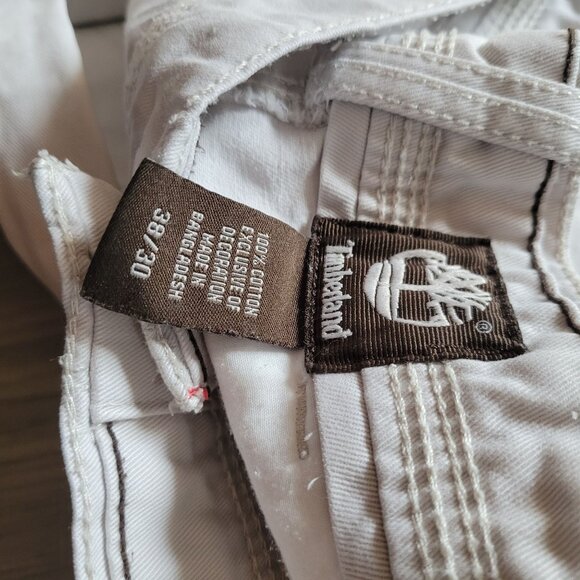 38/30
100% COTTON
EXCLUSIVE OF
DECORATION
MADE IN
BANGLADESH
Timberland
®